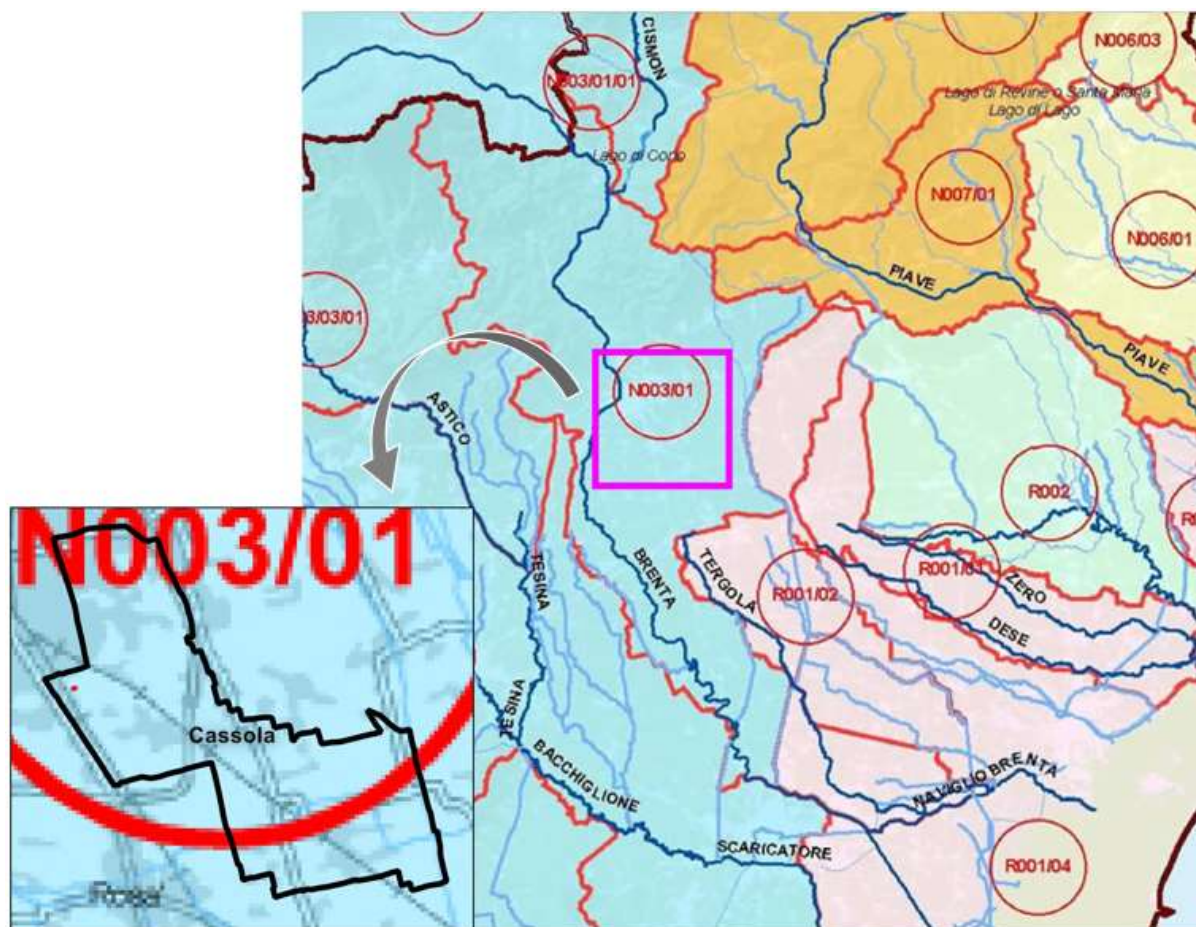 CISMON
N006/03
N003/01/01
Lago di Revine o Santa Maria
Lago di Lago
Lago di Corlo
N007/01
N006/01
PIAVE
3/03/01
PIAVE
N003/01
ASTICO
R002
TESINA
BRENTA
TERGOLA
R001/01
ZERO
R001/02
DESE
N003/01
TESINA
Cassola
BACCHIGLIONE
NAVIGLIO BRENTA
SCARICATORE
R001/04
Rosa'